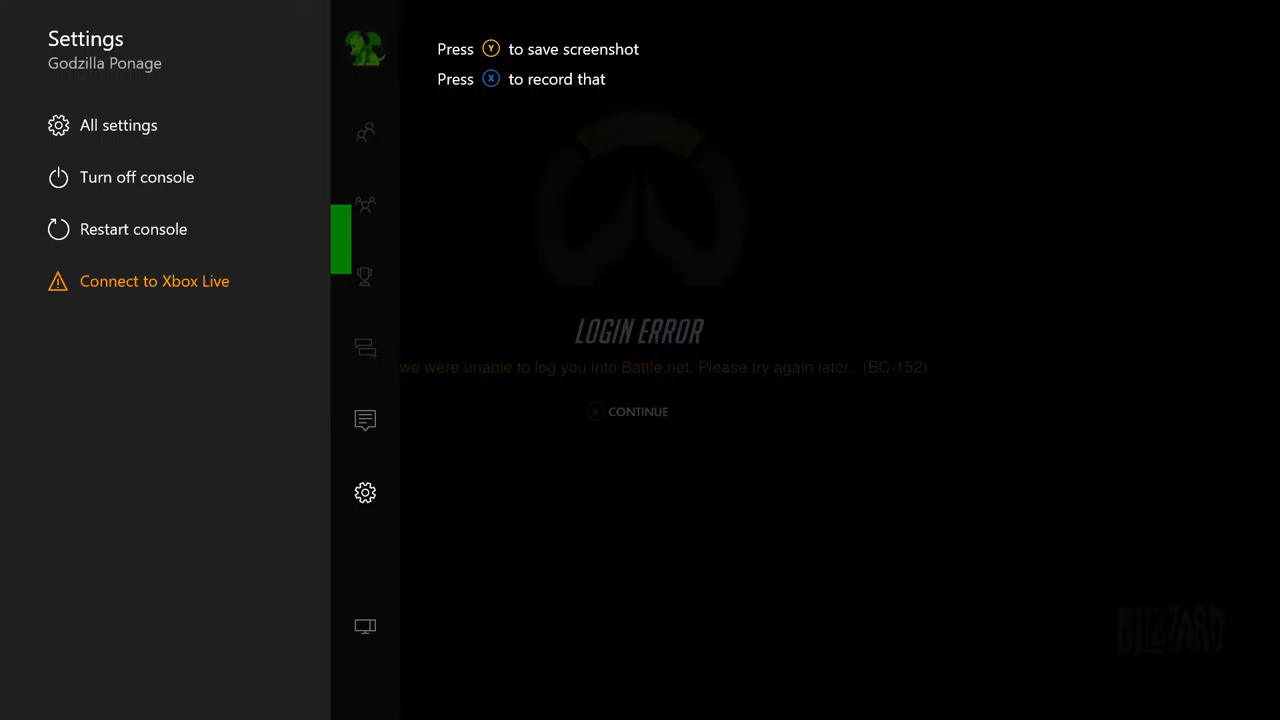 Settings
Godzilla Ponage
All settings
Turn off console
Restart console
Connect to Xbox Live
Press Y to save screenshot
Press X to record that
LOGIN ERROR
we were unable to log you into Battle.net. Please try again later. (BC-152)
A CONTINUE
BLIZZARD